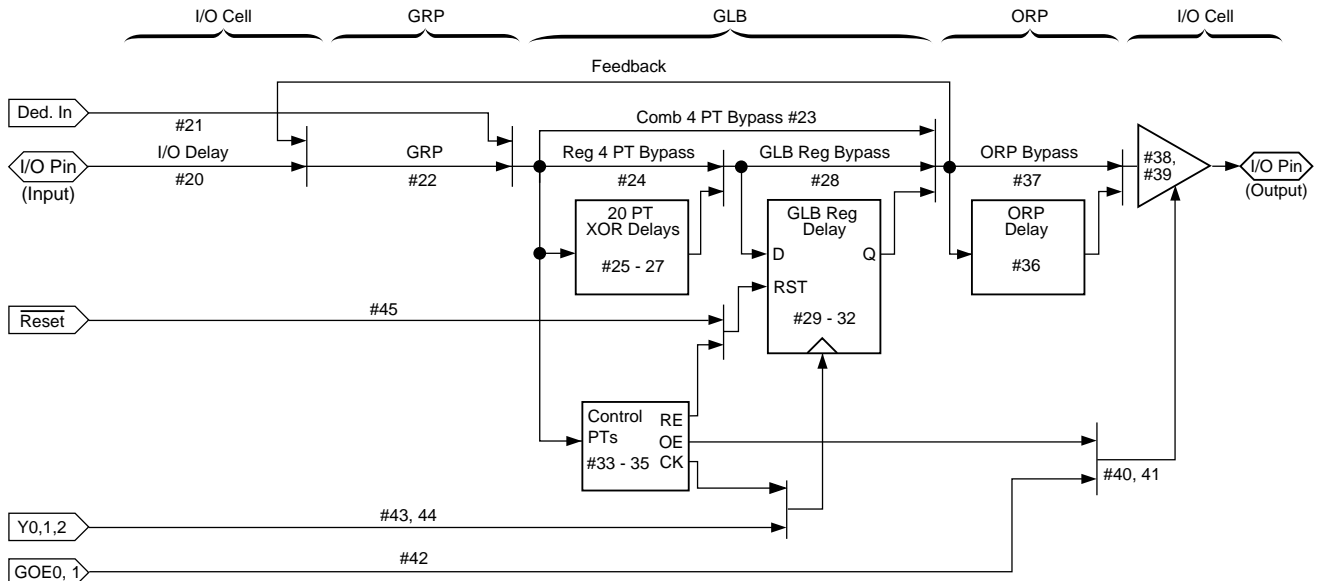 I/O Cell
GRP
GLB
ORP
I/O Cell
Feedback
Ded. In
#21
Comb 4 PT Bypass #23
I/O Pin
(Input)
I/O Delay
#20
GRP
#22
Reg 4 PT Bypass
#24
GLB Reg Bypass
#28
ORP Bypass
#37
#38,
#39
I/O Pin
(Output)
20 PT
XOR Delays
#25 - 27
GLB Reg
Delay
D
Q
RST
#29 - 32
ORP
Delay
#36
Reset
#45
Control
PTs
#33 - 35
RE
OE
CK
#40, 41
Y0,1,2
#43, 44
GOE0, 1
#42